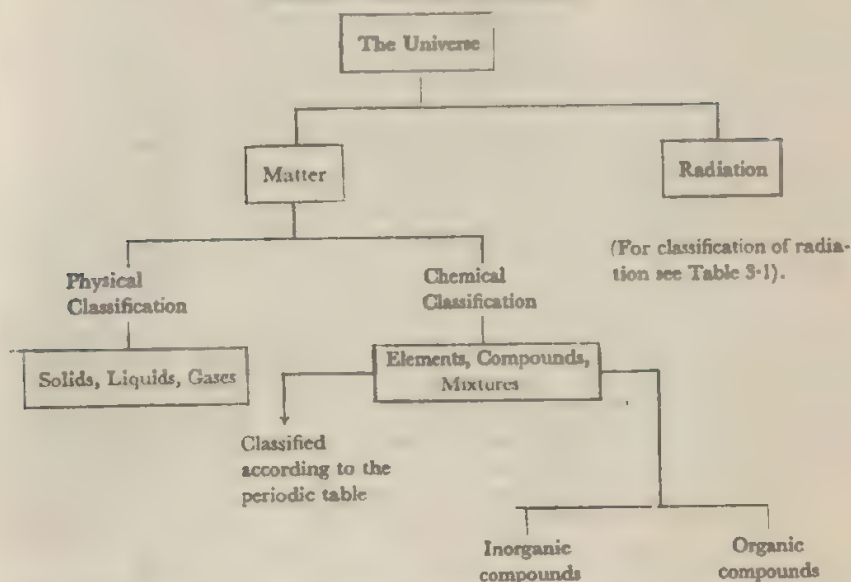 The Universe
Matter
Radiation
(For classification of radia-
tion see Table 3·1).
Physical
Classification
Chemical
Classification
Solids, Liquids, Gases
Elements, Compounds,
Mixtures
Classified
according to the
periodic table
Inorganic
compounds
Organic
compounds